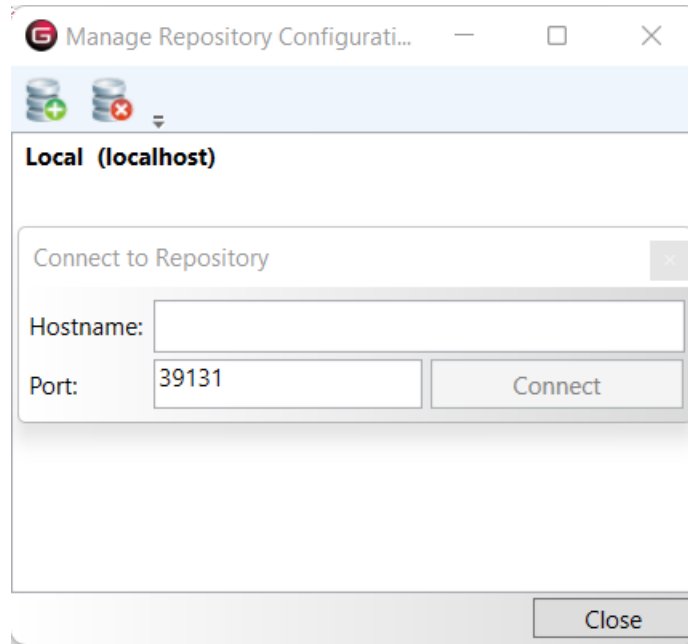 Manage Repository Configurati...
Local (localhost)
Connect to Repository
Hostname:
Port:
39131
Connect
Close